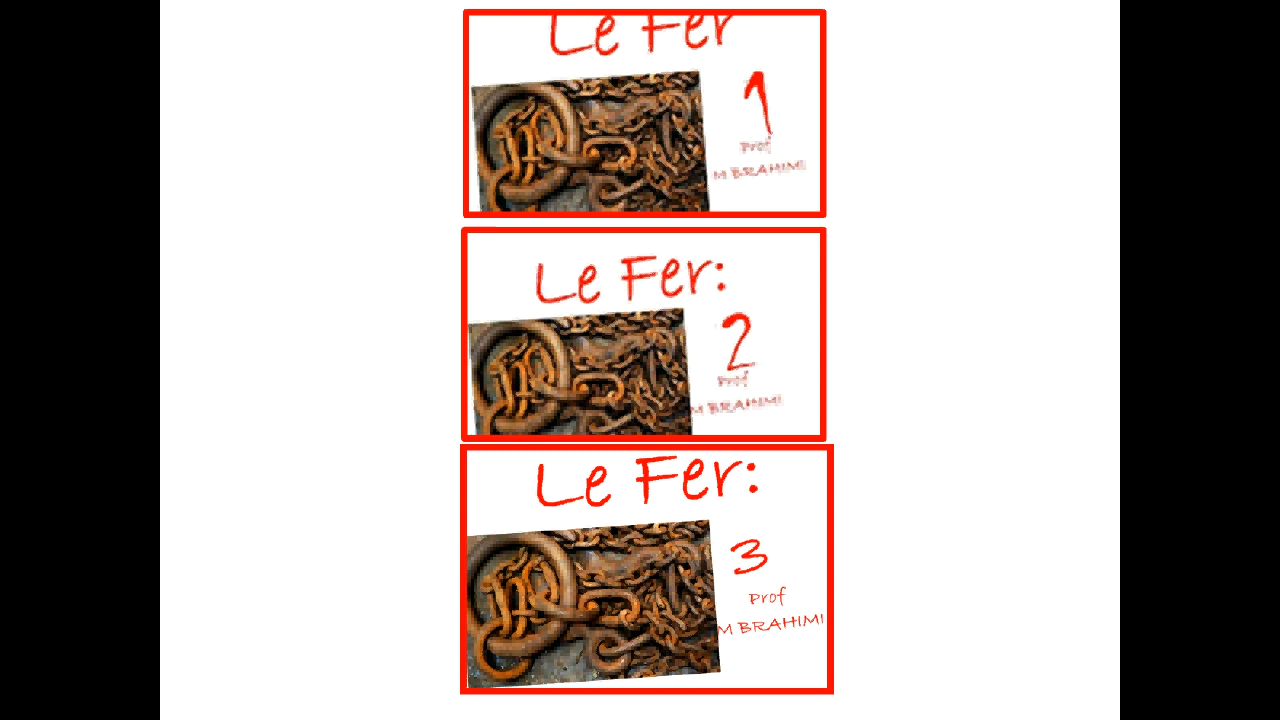 Le Fer
1
Prof
M BRAHIMI
Le Fer:
2
Prof
M BRAHIMI
Le Fer:
3
Prof
M BRAHIMI